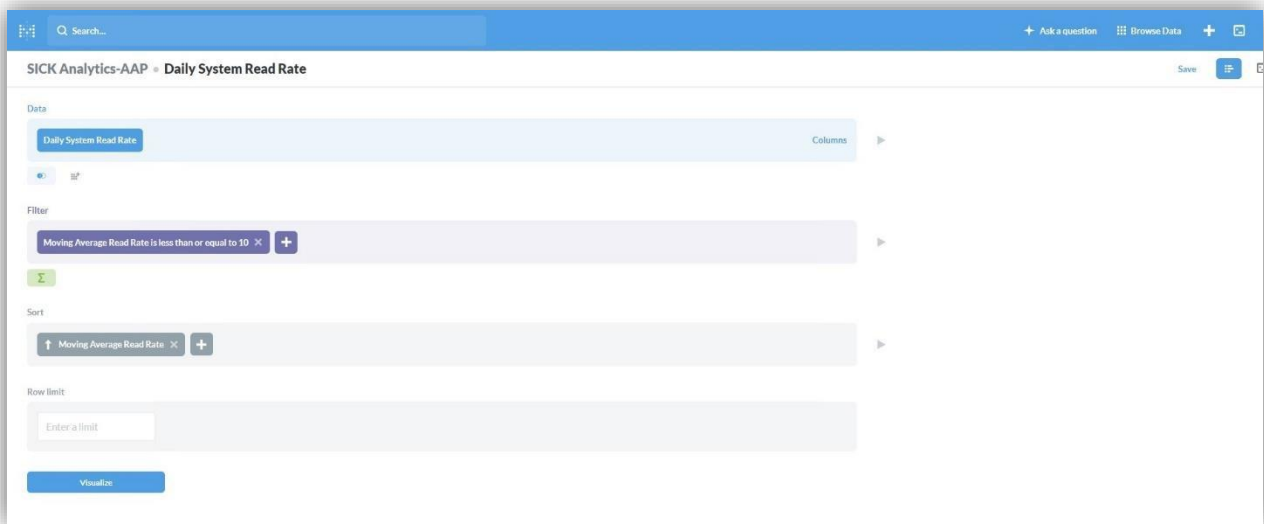 Search...
Ask a question
Browse Data
SICK Analytics-AAP • Daily System Read Rate
Save
Data
Daily System Read Rate
Columns
Filter
Moving Average Read Rate is less than or equal to 10
Σ
Sort
Moving Average Read Rate
Row limit
Enter a limit
Visualize